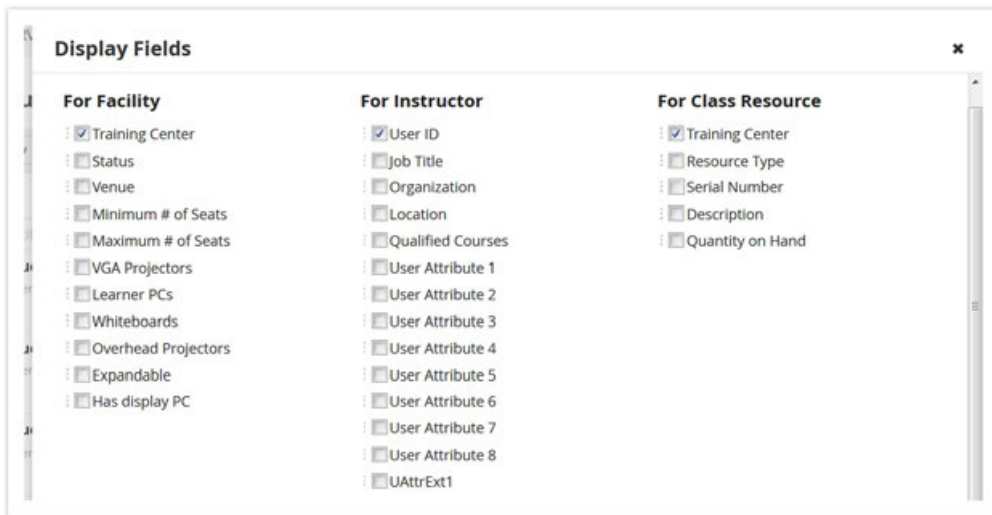 Display Fields
For Facility
Training Center
Status
Venue
Minimum # of Seats
Maximum # of Seats
VGA Projectors
Learner PCs
Whiteboards
Overhead Projectors
Expandable
Has display PC
For Instructor
User ID
Job Title
Organization
Location
Qualified Courses
User Attribute 1
User Attribute 2
User Attribute 3
User Attribute 4
User Attribute 5
User Attribute 6
User Attribute 7
User Attribute 8
UAttrExt1
For Class Resource
Training Center
Resource Type
Serial Number
Description
Quantity on Hand